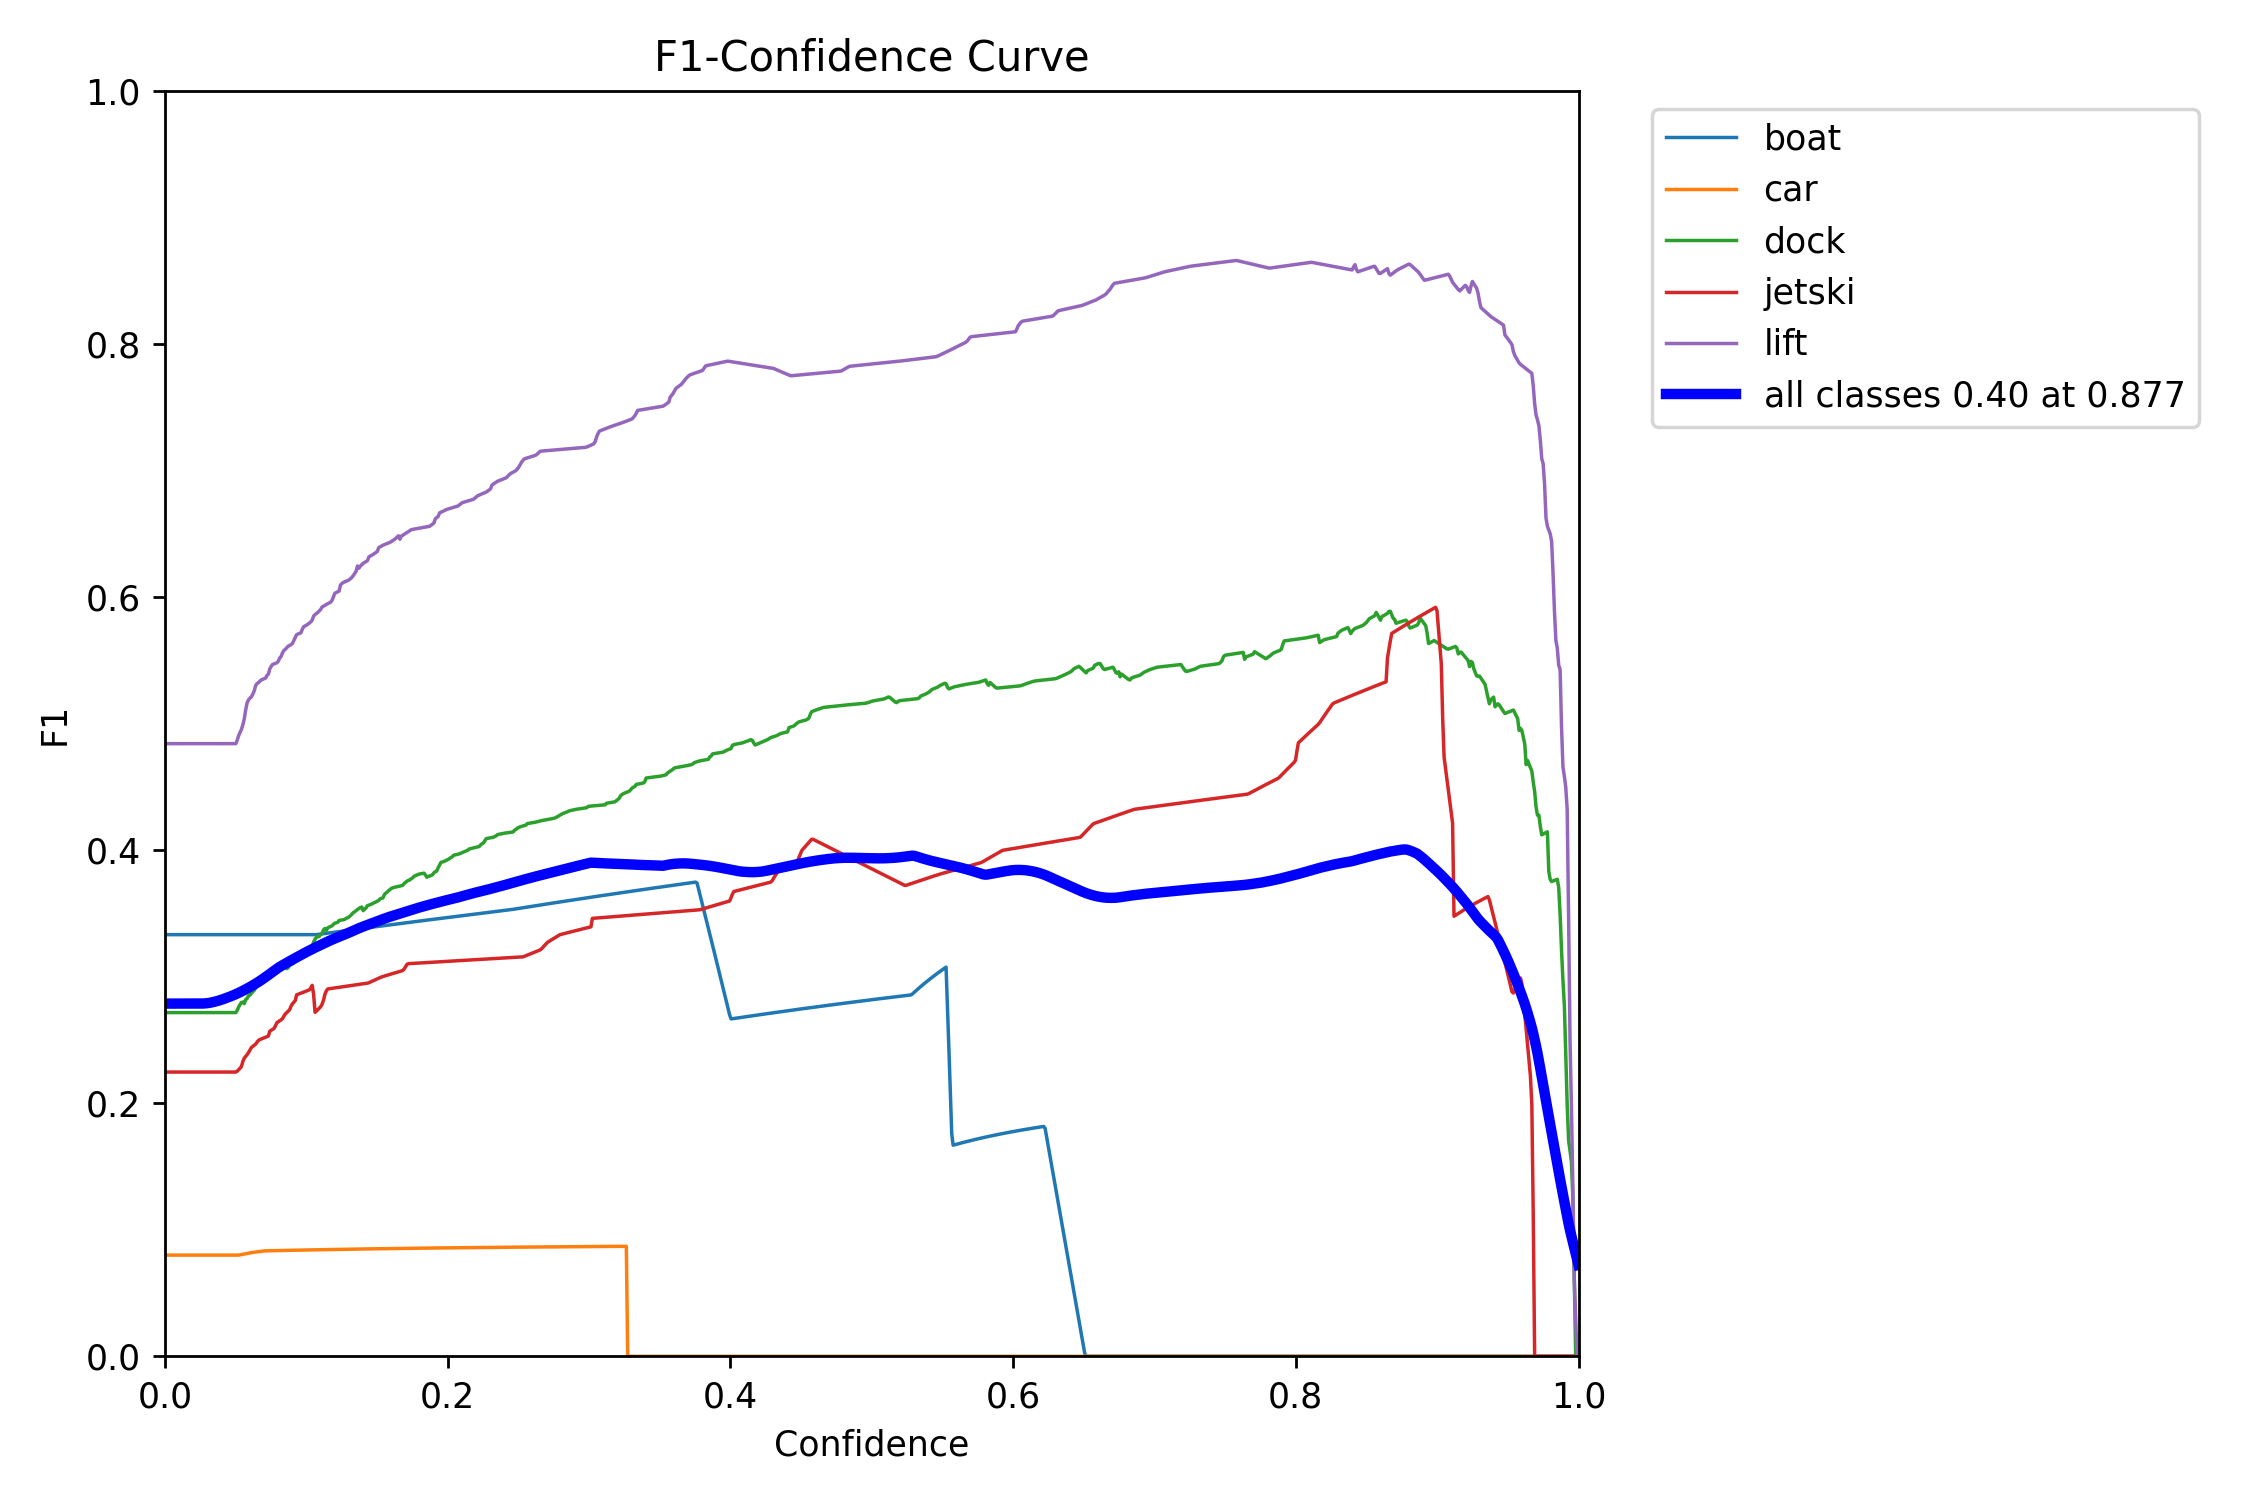 F1-Confidence Curve
1.0
0.8
0.6
0.4
0.2
0.0
F1
0.0 0.2 0.4 0.6 0.8 1.0
Confidence
boat
car
dock
jetski
lift
all classes 0.40 at 0.877